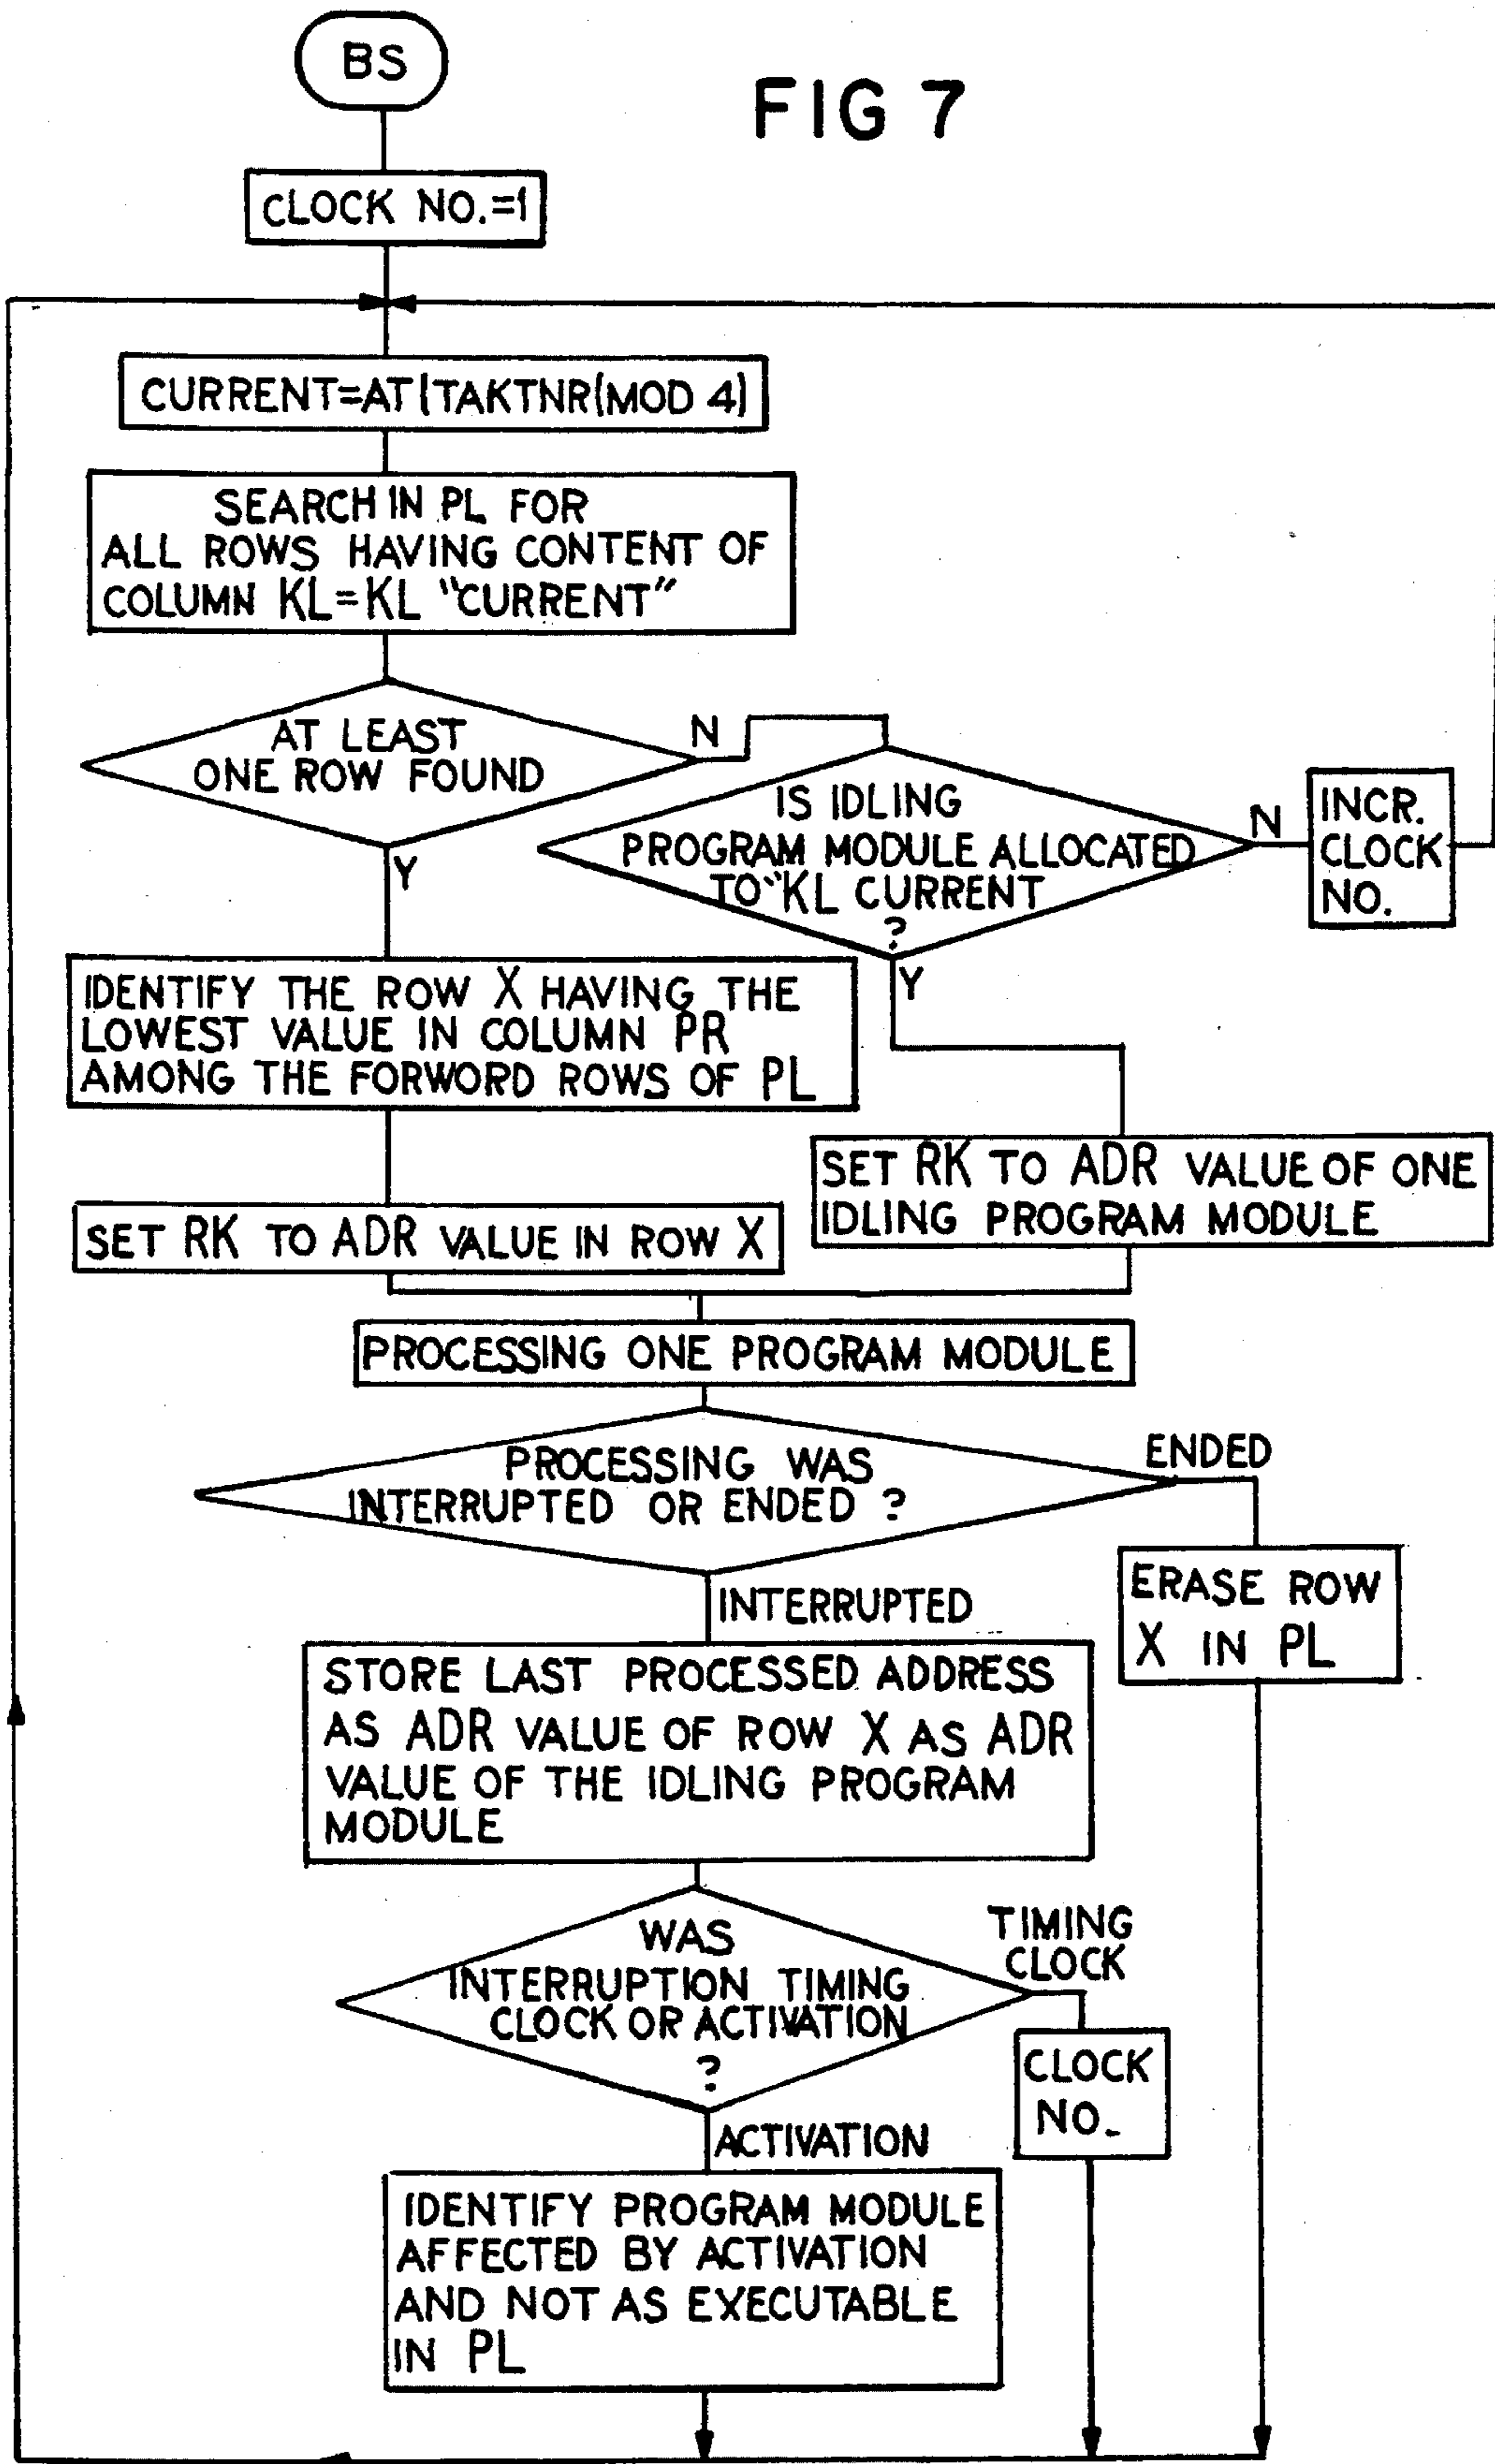 BS
FIG 7
CLOCK NO.=1
CURRENT=AT(TAKTNR(MOD 4)
SEARCH IN PL FOR
ALL ROWS HAVING CONTENT OF
COLUMN KL=KL "CURRENT"
AT LEAST
ONE ROW FOUND
N
Y
IS IDLING
PROGRAM MODULE ALLOCATED
TO "KL CURRENT
?
N
Y
INCR.
CLOCK
NO.
IDENTIFY THE ROW X HAVING THE
LOWEST VALUE IN COLUMN PR
AMONG THE FORWORD ROWS OF PL
SET RK TO ADR VALUE OF ONE
IDLING PROGRAM MODULE
SET RK TO ADR VALUE IN ROW X
PROCESSING ONE PROGRAM MODULE
PROCESSING WAS
INTERRUPTED OR ENDED ?
ENDED
INTERRUPTED
ERASE ROW
X IN PL
STORE LAST PROCESSED ADDRESS
AS ADR VALUE OF ROW X AS ADR
VALUE OF THE IDLING PROGRAM
MODULE
WAS
INTERRUPTION TIMING
CLOCK OR ACTIVATION
?
TIMING
CLOCK
CLOCK
NO.
ACTIVATION
IDENTIFY PROGRAM MODULE
AFFECTED BY ACTIVATION
AND NOT AS EXECUTABLE
IN PL